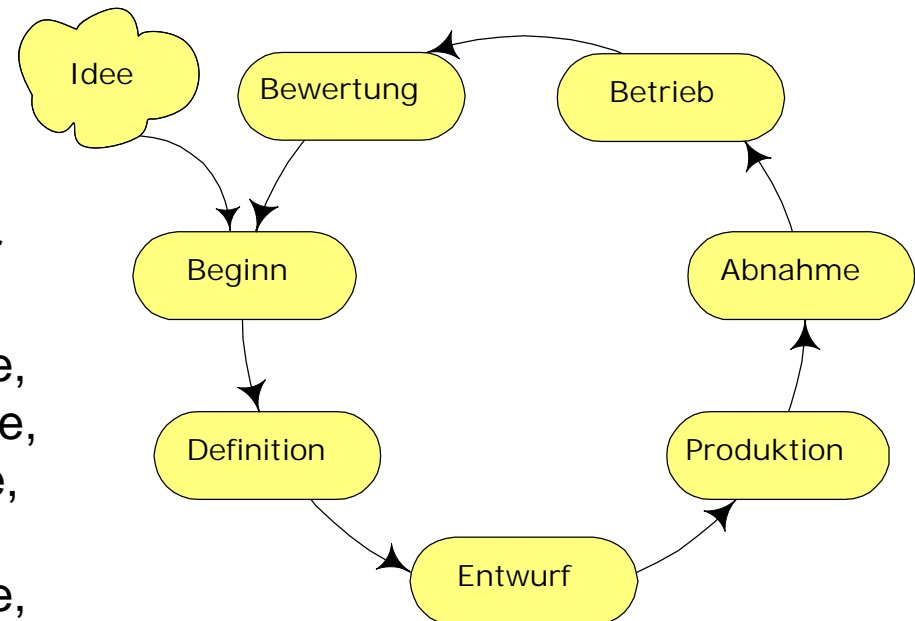 Idee
Bewertung
Betrieb
Beginn
Abnahme
e,
e,
Definition
Produktion
e,
Entwurf
e,